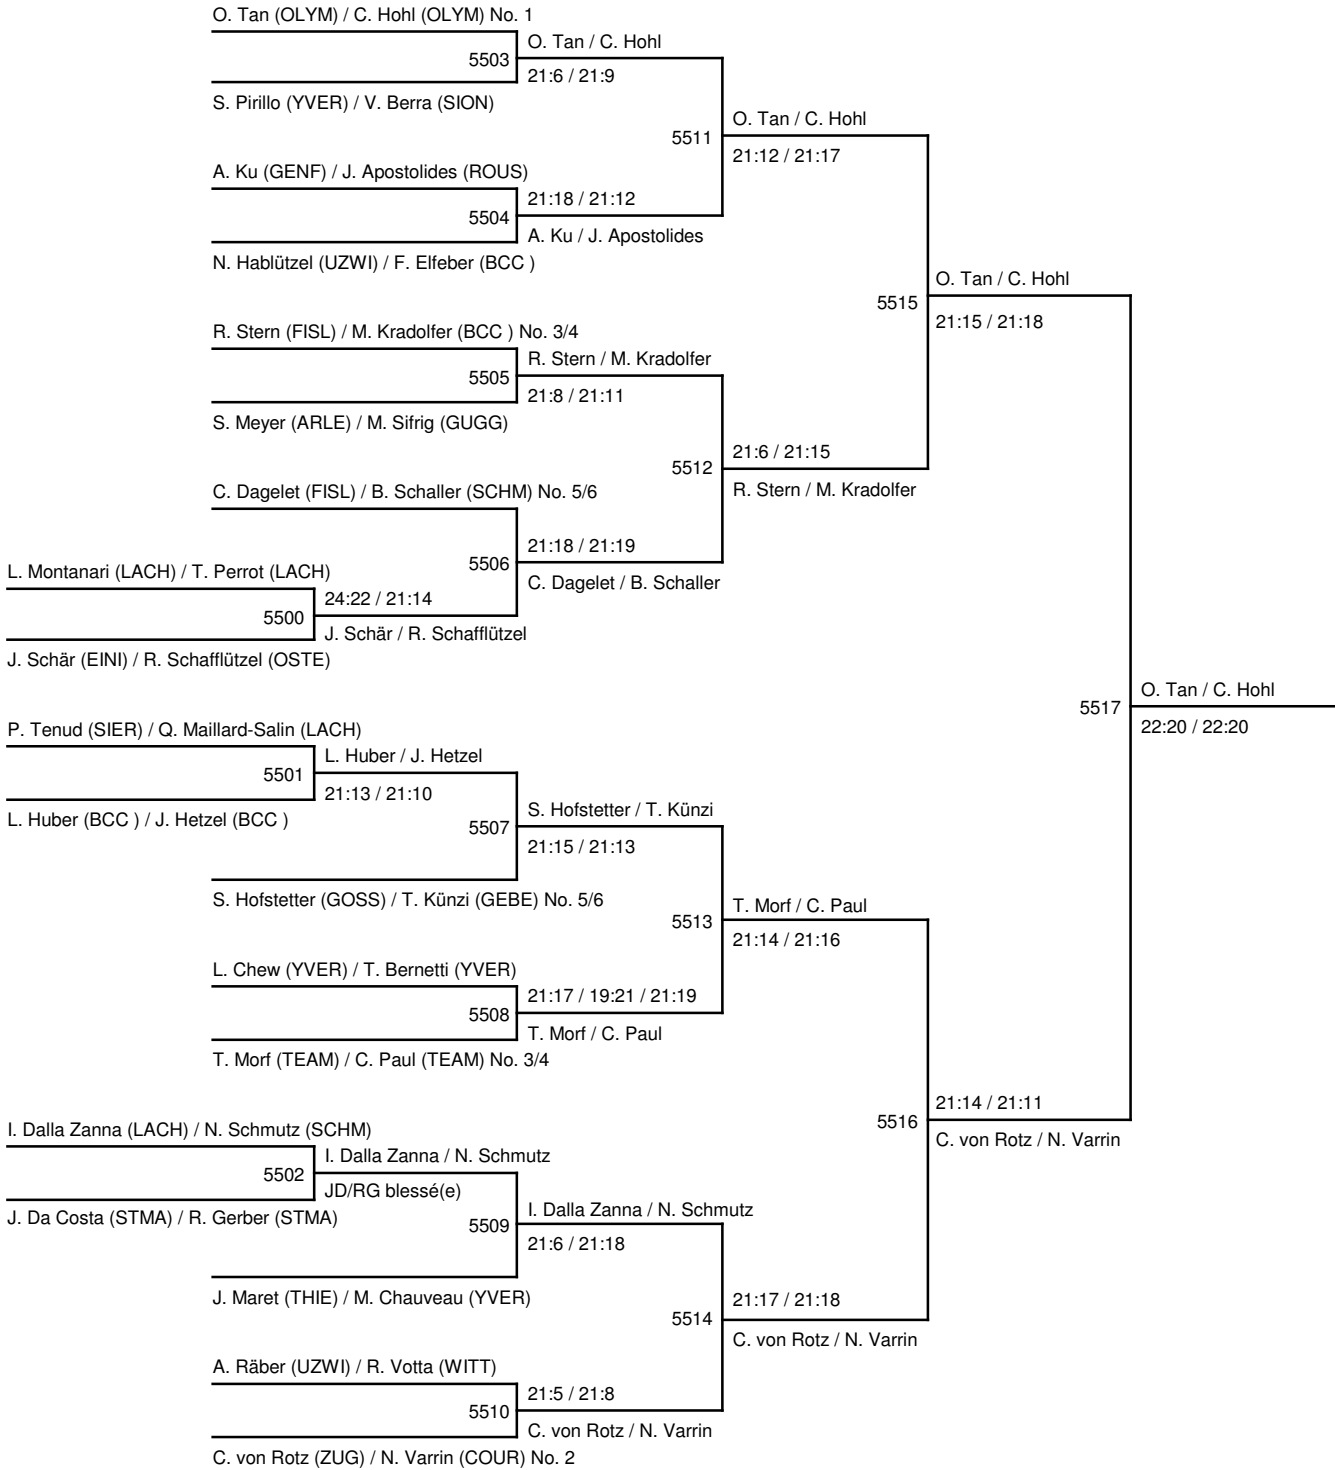 O. Tan (OLYM) / C. Hohl (OLYM) No. 1
O. Tan / C. Hohl
5503
21:6 / 21:9
S. Pirillo (YVER) / V. Berra (SION)
O. Tan / C. Hohl
5511
21:12 / 21:17
A. Ku (GENF) / J. Apostolides (ROUS)
21:18 / 21:12
5504
A. Ku / J. Apostolides
N. Hablützel (UZWI) / F. Elfeber (BCC )
O. Tan / C. Hohl
5515
21:15 / 21:18
R. Stern (FISL) / M. Kradolfer (BCC ) No. 3/4
R. Stern / M. Kradolfer
5505
21:8 / 21:11
S. Meyer (ARLE) / M. Sifrig (GUGG)
21:6 / 21:15
5512
R. Stern / M. Kradolfer
C. Dagelet (FISL) / B. Schaller (SCHM) No. 5/6
21:18 / 21:19
5506
C. Dagelet / B. Schaller
L. Montanari (LACH) / T. Perrot (LACH)
24:22 / 21:14
5500
J. Schär / R. Schafflützel
J. Schär (EINI) / R. Schafflützel (OSTE)
O. Tan / C. Hohl
5517
22:20 / 22:20
P. Tenud (SIER) / Q. Maillard-Salin (LACH)
L. Huber / J. Hetzel
5501
21:13 / 21:10
L. Huber (BCC ) / J. Hetzel (BCC )
S. Hofstetter / T. Künzi
5507
21:15 / 21:13
S. Hofstetter (GOSS) / T. Künzi (GEBE) No. 5/6
T. Morf / C. Paul
5513
21:14 / 21:16
L. Chew (YVER) / T. Bernetti (YVER)
21:17 / 19:21 / 21:19
5508
T. Morf / C. Paul
T. Morf (TEAM) / C. Paul (TEAM) No. 3/4
21:14 / 21:11
5516
C. von Rotz / N. Varrin
I. Dalla Zanna (LACH) / N. Schmutz (SCHM)
I. Dalla Zanna / N. Schmutz
5502
JD/RG blessé(e)
J. Da Costa (STMA) / R. Gerber (STMA)
I. Dalla Zanna / N. Schmutz
5509
21:6 / 21:18
J. Maret (THIE) / M. Chauveau (YVER)
21:17 / 21:18
5514
C. von Rotz / N. Varrin
A. Räber (UZWI) / R. Votta (WITT)
21:5 / 21:8
5510
C. von Rotz / N. Varrin
C. von Rotz (ZUG) / N. Varrin (COUR) No. 2